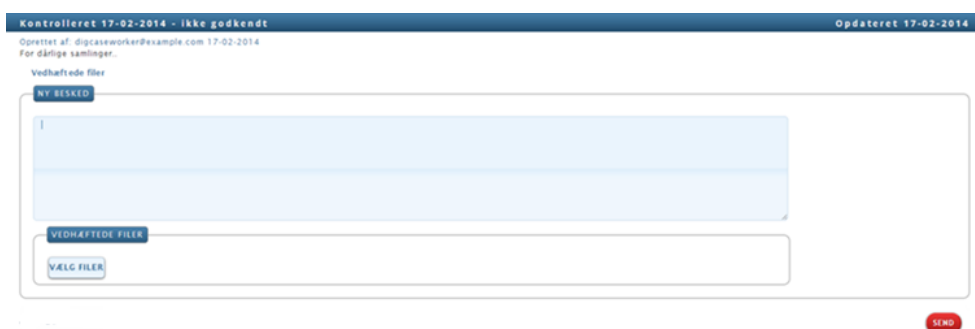 Kontrolleret 17-02-2014 - ikke godkendt Opdateret 17-02-2014
Oprettet af: digcaseworker@example.com 17-02-2014
For dårlige samlinger..
Vedhæftede filer
NY BESKED
VEDHÆFTEDE FILER
VÆLG FILER
SEND